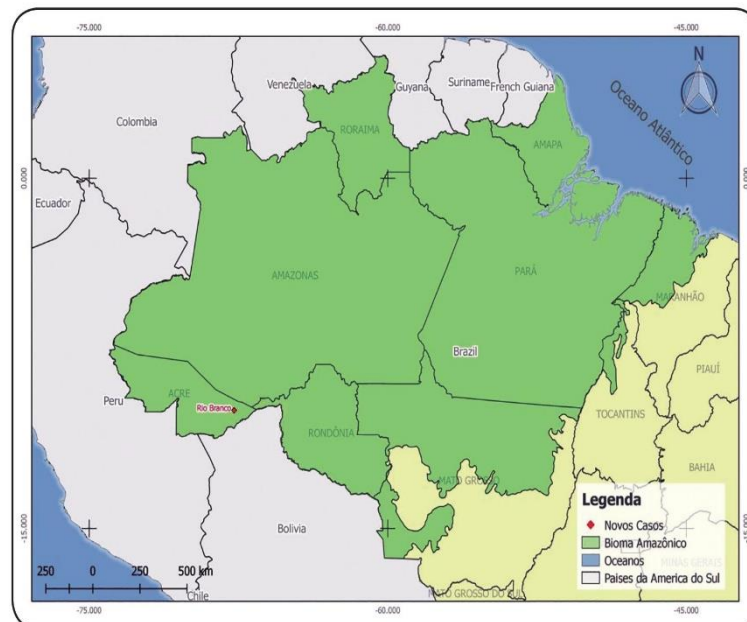 -75.000
-60.000
-45.000
N
Venezuela
Guyana
Suriname
French Guiana
Oceano Atlântico
Colombia
RORAIMA
AMAPA
0.000
0.000
Ecuador
AMAZONAS
PARÁ
MARANHÃO
Brazil
PIAUÍ
Peru
ACRE
Rio Branco
TOCANTINS
RONDÔNIA
MATO GROSSO
BAHIA
Legenda
Novos Casos
Bioma Amazônico
Oceanos
Paises da America do Sul
MINAS GERAIS
-15.000
-15.000
Bolivia
250 0 250 500 km
Chile
MATO GROSSO DO SUL
-75.000
-60.000
-45.000